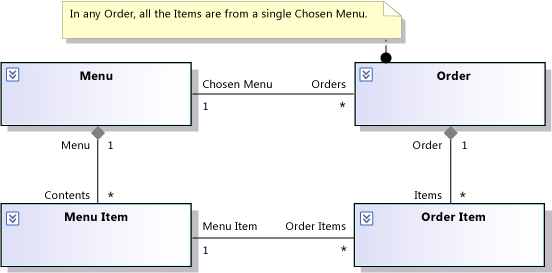 In any Order, all the Items are from a single Chosen Menu.
Menu
Order
Chosen Menu
Orders
1
*
Menu
1
Order
1
Contents
*
Items
*
Menu Item
Order Item
Menu Item
Order Items
1
*